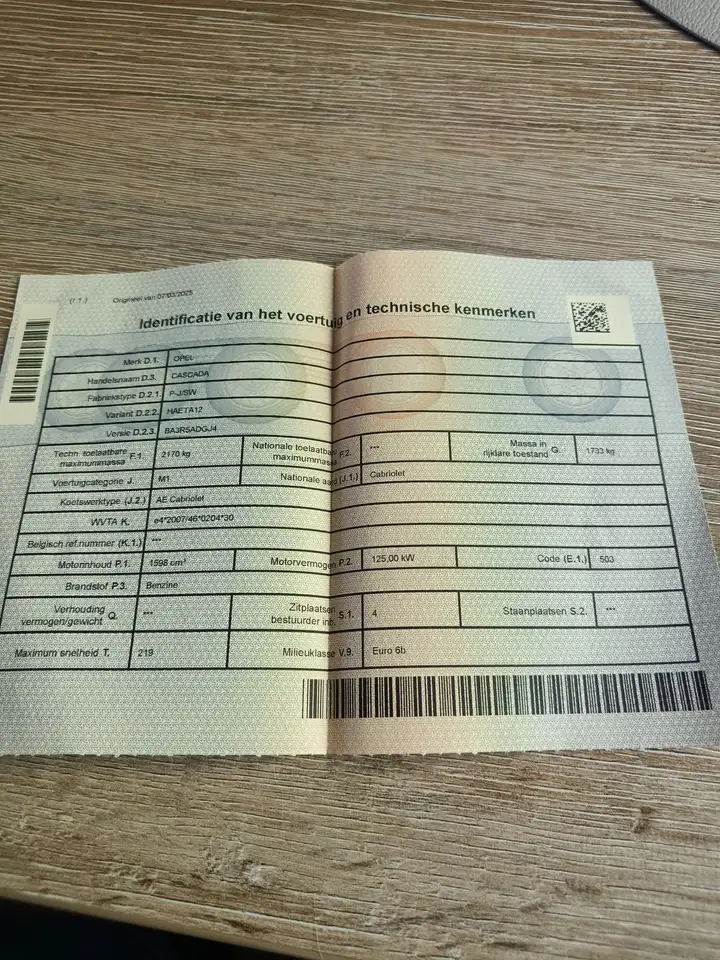 (7.1.) Origineel van 07/03/2025
Identificatie van het voertuig en technische kenmerken
Merk D.1. OPEL
Handelsnaam D.3. CASCADA
Fabriekstype D.2.1. P-J/SW
Variant D.2.2. HAETA12
Versie D.2.3. BA3R5ADGJ4
Techn. toelaatbare maximummassa F.1. 2170 kg Nationale toelaatbare maximummassa F.2. *** Massa in rijklare toestand G. 1733 kg
Voertuigcategorie J. M1 Nationale aard (J.1.) Cabriolet
Koetswerktype (J.2.) AE Cabriolet
WVTA K. e4*2007/46*0204*30
Belgisch ref.nummer (K.1.) ***
Motorinhoud P.1. 1598 cm³ Motorvermogen P.2. 125,00 kW Code (E.1.) 503
Brandstof P.3. Benzine
Verhouding vermogen/gewicht Q. *** Zitplaatsen bestuurder inb. S.1. 4 Staanplaatsen S.2. ***
Maximum snelheid T. 219 Milieuklasse V.9. Euro 6b